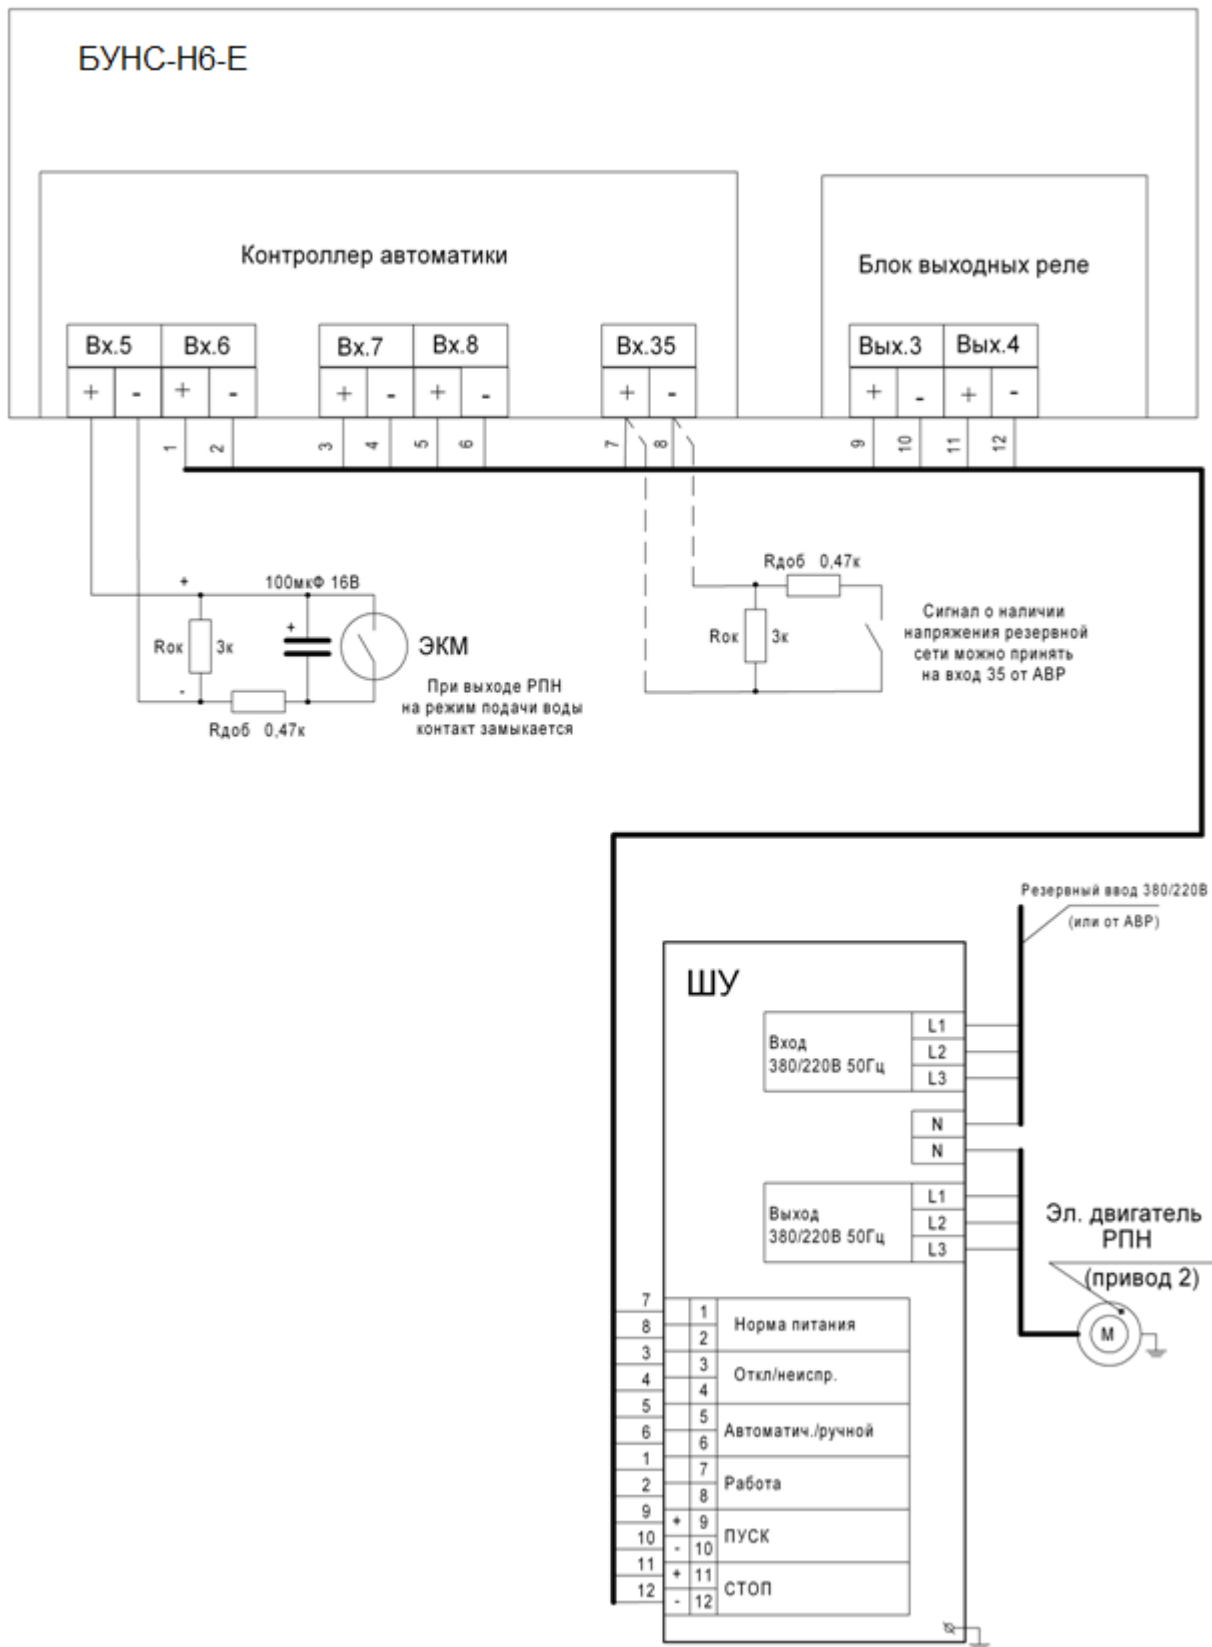 БУНС-Н6-Е
Контроллер автоматики
Блок выходных реле
Вх.5 Вх.6 Вх.7 Вх.8 Вх.35 Вых.3 Вых.4
+ - + - + - + - + - + - + -
1 2 3 4 5 6 7 8 9 10 11 12
+ 100мкФ 16В
+
Rок 3к
ЭКМ
-
Rдоб 0,47к
При выходе РПН
на режим подачи воды
контакт замыкается
Rдоб 0,47к
Rок 3к
Сигнал о наличии
напряжения резервной
сети можно принять
на вход 35 от АВР
Резервный ввод 380/220В
(или от АВР)
ШУ
Вход
380/220В 50Гц
L1
L2
L3
N
N
Выход
380/220В 50Гц
L1
L2
L3
Эл. двигатель
РПН
(привод 2)
М
7 1
8 2
Норма питания
3 3
4 4
Откл/неиспр.
5 5
6 6
Автоматич./ручной
1 7
2 8
Работа
9 + 9
10 - 10
ПУСК
11 + 11
12 - 12
СТОП